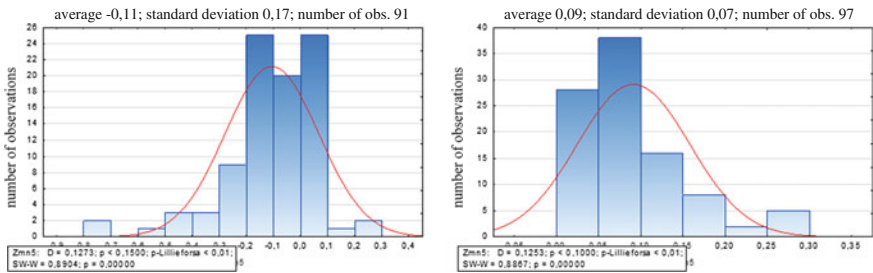 average -0,11; standard deviation 0,17; number of obs. 91
number of observations
26
24
22
20
18
16
14
12
10
8
6
4
2
0
-0,2 -0,1 0,0 0,1 0,2 0,3 0,4
Zmn5: D = 0,1273; p < 0,1500; p-Lillieforsa < 0,01;
SW-W = 0,8904; p = 0,00000
average 0,09; standard deviation 0,07; number of obs. 97
number of observations
40
35
30
25
20
15
10
5
0
0,15 0,20 0,25 0,30 0,35
Zmn5: D = 0,1253; p < 0,1000; p-Lillieforsa < 0,01;
SW-W = 0,8867; p = 0,00000